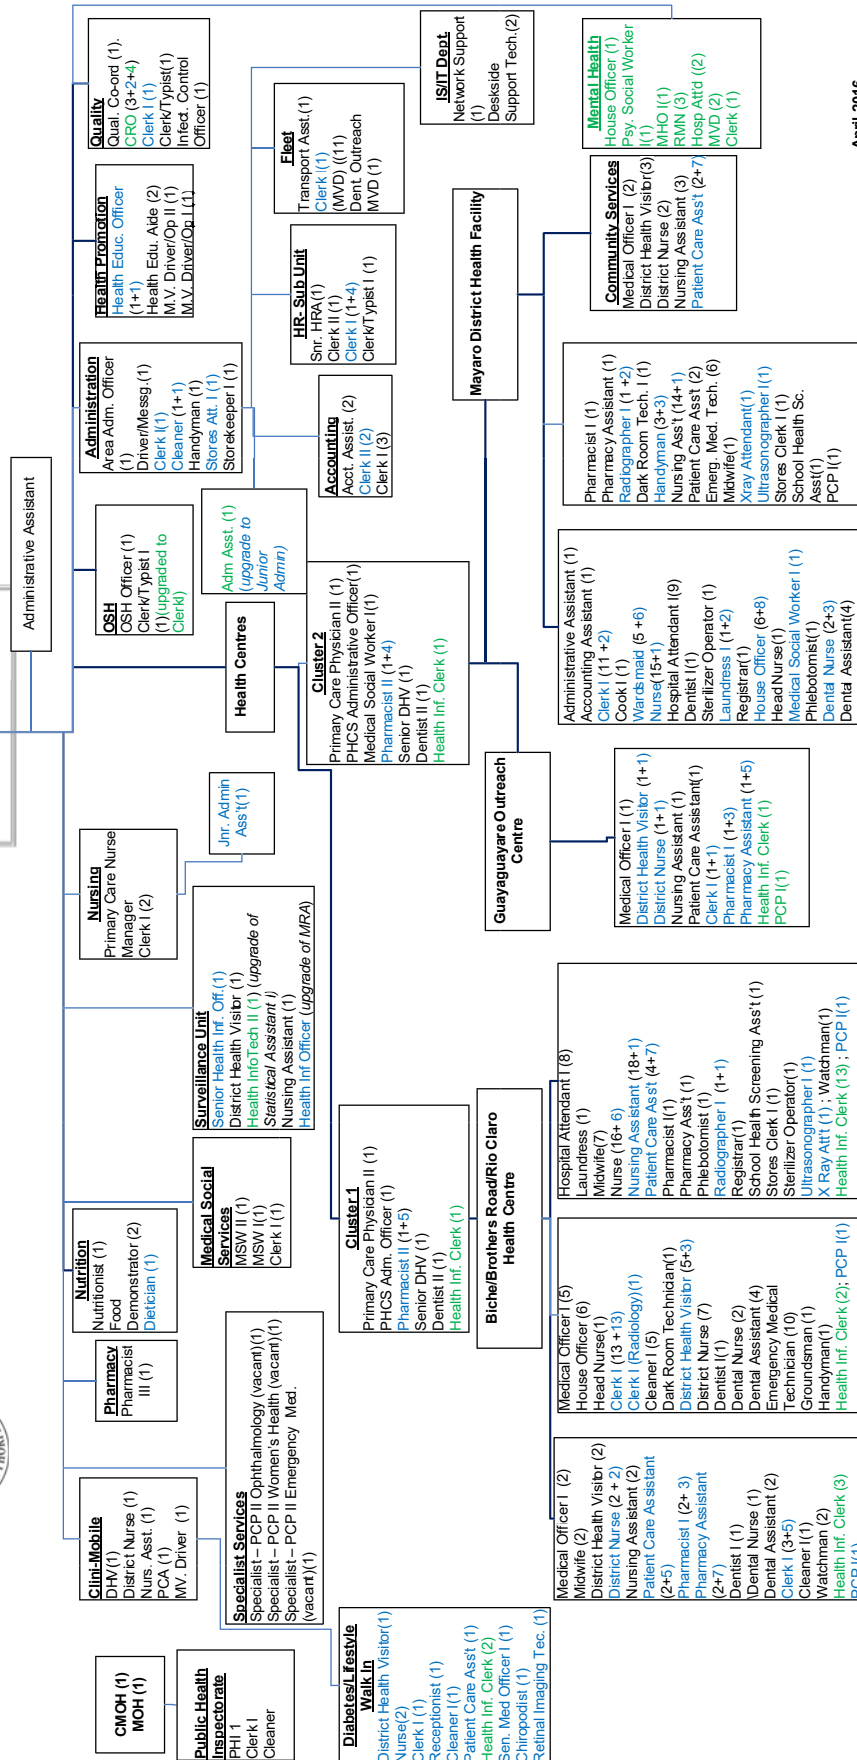 Administrative Assistant
CMOH (1)
MOH (1)
Public Health
Inspectorate
PHI 1
Clerk I
Cleaner
Clini-Mobile
DHV(1)
District Nurse (1)
Nurs. Asst. (1)
PCA (1)
MV. Driver (1)
Pharmacy
Pharmacist
III (1)
Nutrition
Nutritionist (1)
Food
Demonstrator (2)
Dietician (1)
Nursing
Primary Care Nurse
Manager
Clerk I (2)
Jnr. Admin
Ass't(1)
OSH
OSH Officer (1)
Clerk/Typist I
(1)(upgraded to
ClerkI)
Administration
Area Adm. Officer
(1)
Driver/Messg.(1)
Clerk I(1)
Cleaner (1+1)
Handyman (1)
Stores Att. I (1)
Storekeeper I (1)
Health Promotion
Health Educ. Officer
(1+1)
Health Edu. Aide (2)
M.V. Driver/Op II (1)
M.V. Driver/Op I (1)
Quality
Qual. Co-ord (1).
CRO (3+2+4)
Clerk I (1)
Clerk/Typist(1)
Infect. Control
Officer (1)
Diabetes/Lifestyle
Walk In
District Health Visitor(1)
Nurse(2)
Clerk I (1)
Receptionist (1)
Cleaner I(1)
Patient Care Ass't (1)
Health Inf. Clerk (2)
Sen. Med Officer I (1)
Chiropodist (1)
Retinal Imaging Tec. (1)
Specialist Services
Specialist – PCP II Ophthalmology (vacant)(1)
Specialist – PCP II Women's Health (vacant)(1)
Specialist – PCP II Emergency Med.
(vacant)(1)
Medical Social
Services
MSW II (1)
MSW I(1)
Clerk I (1)
Surveillance Unit
Senior Health Inf. Off.(1)
District Health Visitor (1)
Health InfoTech II (1) (upgrade of
Statistical Assistant I)
Nursing Assistant (1)
Health Inf Officer (upgrade of MRA)
Health Centres
Adm Asst. (1)
(upgrade to
Junior
Admin)
Accounting
Acct. Assist. (2)
Clerk II (2)
Clerk I (3)
HR- Sub Unit
Snr. HRA(1)
Clerk II (1)
Clerk I (1+4)
Clerk/Typist I (1)
Fleet
Transport Asst.(1)
Clerk I(1)
(MVD) ((11)
Dent. Outreach
MVD (1)
IS/IT Dept.
Network Support
(1)
Deskside
Support Tech.(2)
Mental Health
House Officer (1)
Psy. Social Worker
I(1)
MHO I(1)
RMN (3)
Hosp Att'd ((2)
MVD (2)
Clerk (1)
Cluster 1
Primary Care Physician II (1)
PHCS Adm. Officer (1)
Pharmacist II (1+5)
Senior DHV (1)
Dentist II (1)
Health Inf. Clerk (1)
Cluster 2
Primary Care Physician II (1)
PHCS Administrative Officer(1)
Medical Social Worker I(1)
Pharmacist II (1+4)
Senior DHV (1)
Dentist II (1)
Health Inf. Clerk (1)
Biche/Brothers Road/Rio Claro
Health Centre
Guayaguayare Outreach
Centre
Mayaro District Health Facility
Medical Officer I (2)
Midwife (2)
District Health Visitor (2)
District Nurse (2 + 2)
Nursing Assistant (2)
Patient Care Assistant
(2+5)
Pharmacist I (2+ 3)
Pharmacy Assistant
(2+7)
Dentist I (1)
\Dental Nurse (1)
Dental Assistant (2)
Clerk I (3+5)
Cleaner I(1)
Watchman (2)
Health Inf. Clerk (3)
PCP I(1)
Medical Officer I (5)
House Officer (6)
Head Nurse(1)
Clerk I (13 +13)
Clerk I (Radiology)(1)
Cleaner I (5)
Dark Room Technician(1)
District Health Visitor (5+3)
District Nurse (7)
Dentist I(1)
Dental Nurse (2)
Dental Assistant (4)
Emergency Medical
Technician (10)
Groundsman (1)
Handyman(1)
Health Inf. Clerk (2); PCP I(1)
Hospital Attendant I (8)
Laundress (1)
Midwife(7)
Nurse (16+ 6)
Nursing Assistant (18+1)
Patient Care Ass't (4+7)
Pharmacist I(1)
Pharmacy Ass't (1)
Phlebotomist (1)
Radiographer I (1+1)
Registrar(1)
School Health Screening Ass't (1)
Stores Clerk I (1)
Sterilizer Operator(1)
Ultrasonographer I (1)
X Ray Att't (1) ; Watchman(1)
Health Inf. Clerk (13) ; PCP I(1)
Medical Officer I (1)
District Health Visitor (1+1)
District Nurse (1+1)
Nursing Assistant (1)
Patient Care Assistant(1)
Clerk I (1+1)
Pharmacist I (1+3)
Pharmacy Assistant (1+5)
Health Inf. Clerk (1)
PCP I(1)
Administrative Assistant (1)
Accounting Assistant (1)
Clerk I (11 +2)
Cook I (1)
Wardsmaid (5 +6)
Nurse(15+1)
Hospital Attendant I(9)
Dentist I(1)
Sterilizer Operator (1)
Laundress I (1+2)
Registrar(1)
House Officer (6+8)
Head Nurse(1)
Medical Social Worker I (1)
Phlebotomist(1)
Dental Nurse (2+3)
Dental Assistant(4)
Pharmacist I (1)
Pharmacy Assistant (1)
Radiographer I (1 +2)
Dark Room Tech. I (1)
Handyman (3+3)
Nursing Ass't (14+1)
Patient Care Ass't (2)
Emerg. Med. Tech. (6)
Midwife(1)
Xray Attendant(1)
Ultrasonographer I(1)
Stores Clerk I (1)
School Health Sc.
Asst(1)
PCP I(1)
Community Services
Medical Officer I (2)
District Health Visitor(3)
District Nurse (2)
Nursing Assistant (3)
Patient Care Ass't (2+7)